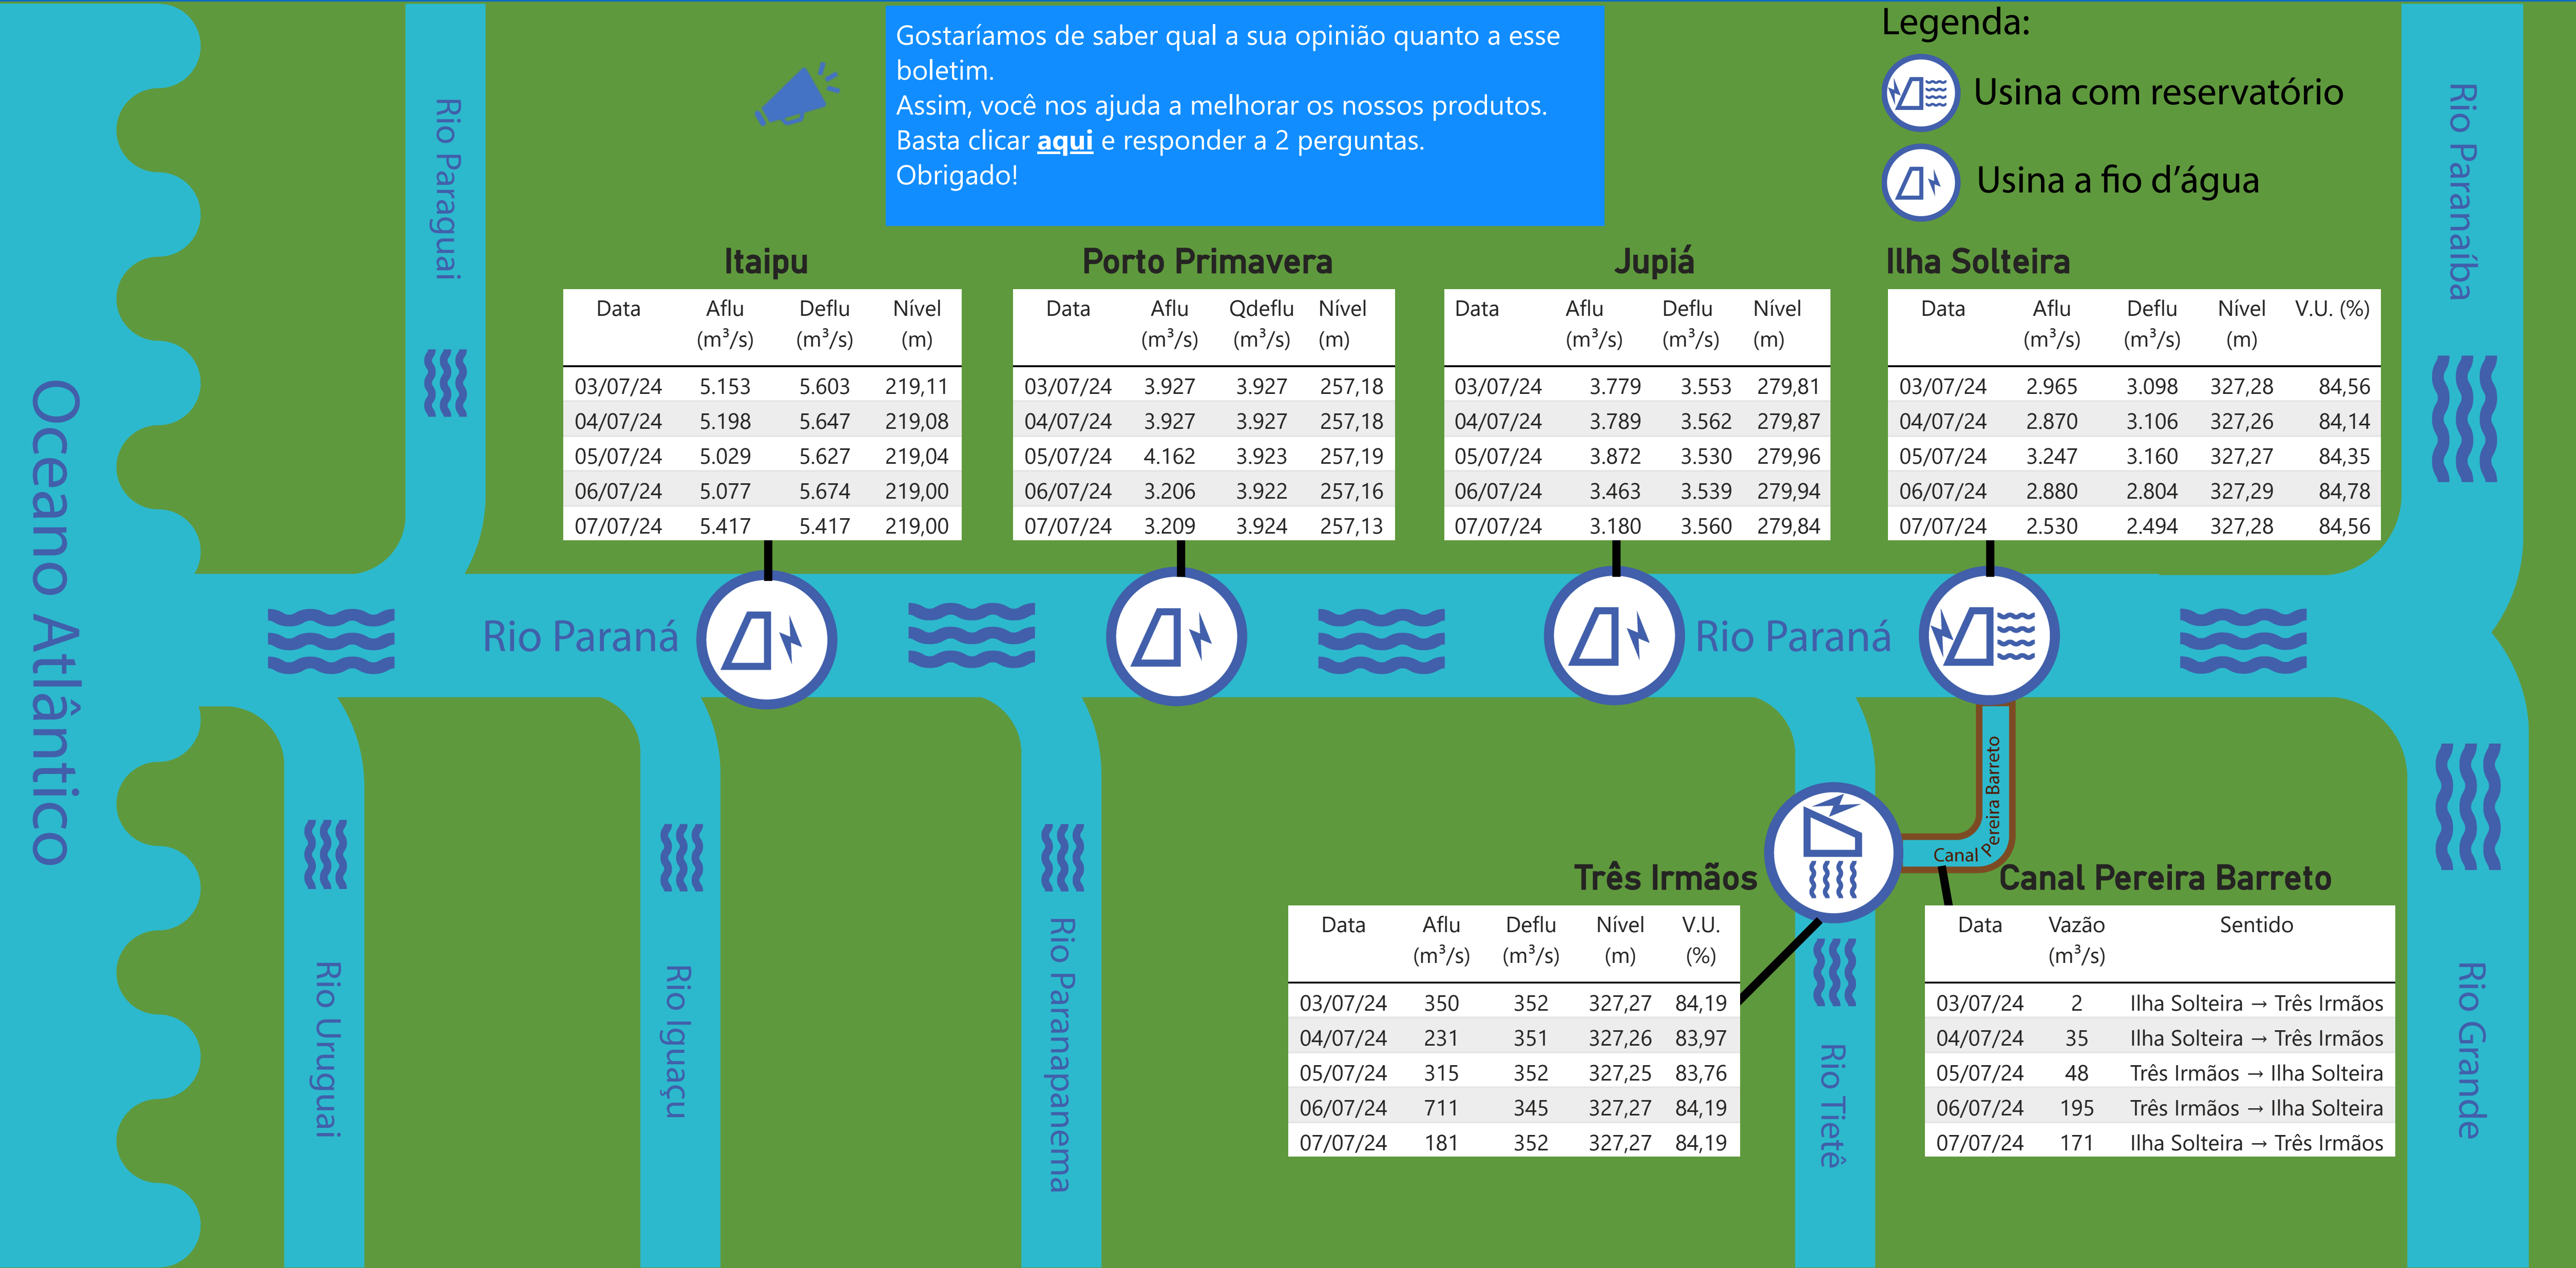 Gostaríamos de saber qual a sua opinião quanto a esse
boletim.
Assim, você nos ajuda a melhorar os nossos produtos.
Basta clicar aqui e responder a 2 perguntas.
Obrigado!
Legenda:
Usina com reservatório
Usina a fio d'água
Rio Paraguai
Rio Paranaíba
Oceano Atlântico
Itaipu
Data Aflu Deflu Nível
(m³/s) (m³/s) (m)
03/07/24 5.153 5.603 219,11
04/07/24 5.198 5.647 219,08
05/07/24 5.029 5.627 219,04
06/07/24 5.077 5.674 219,00
07/07/24 5.417 5.417 219,00
Porto Primavera
Data Aflu Qdeflu Nível
(m³/s) (m³/s) (m)
03/07/24 3.927 3.927 257,18
04/07/24 3.927 3.927 257,18
05/07/24 4.162 3.923 257,19
06/07/24 3.206 3.922 257,16
07/07/24 3.209 3.924 257,13
Jupiá
Data Aflu Deflu Nível
(m³/s) (m³/s) (m)
03/07/24 3.779 3.553 279,81
04/07/24 3.789 3.562 279,87
05/07/24 3.872 3.530 279,96
06/07/24 3.463 3.539 279,94
07/07/24 3.180 3.560 279,84
Ilha Solteira
Data Aflu Deflu Nível V.U. (%)
(m³/s) (m³/s) (m)
03/07/24 2.965 3.098 327,28 84,56
04/07/24 2.870 3.106 327,26 84,14
05/07/24 3.247 3.160 327,27 84,35
06/07/24 2.880 2.804 327,29 84,78
07/07/24 2.530 2.494 327,28 84,56
Rio Paraná
Rio Paraná
Canal Pereira Barreto
Três Irmãos
Data Aflu Deflu Nível V.U.
(m³/s) (m³/s) (m) (%)
03/07/24 350 352 327,27 84,19
04/07/24 231 351 327,26 83,97
05/07/24 315 352 327,25 83,76
06/07/24 711 345 327,27 84,19
07/07/24 181 352 327,27 84,19
Canal Pereira Barreto
Data Vazão Sentido
(m³/s)
03/07/24 2 Ilha Solteira → Três Irmãos
04/07/24 35 Ilha Solteira → Três Irmãos
05/07/24 48 Três Irmãos → Ilha Solteira
06/07/24 195 Três Irmãos → Ilha Solteira
07/07/24 171 Ilha Solteira → Três Irmãos
Rio Uruguai
Rio Iguaçu
Rio Paranapanema
Rio Tietê
Rio Grande